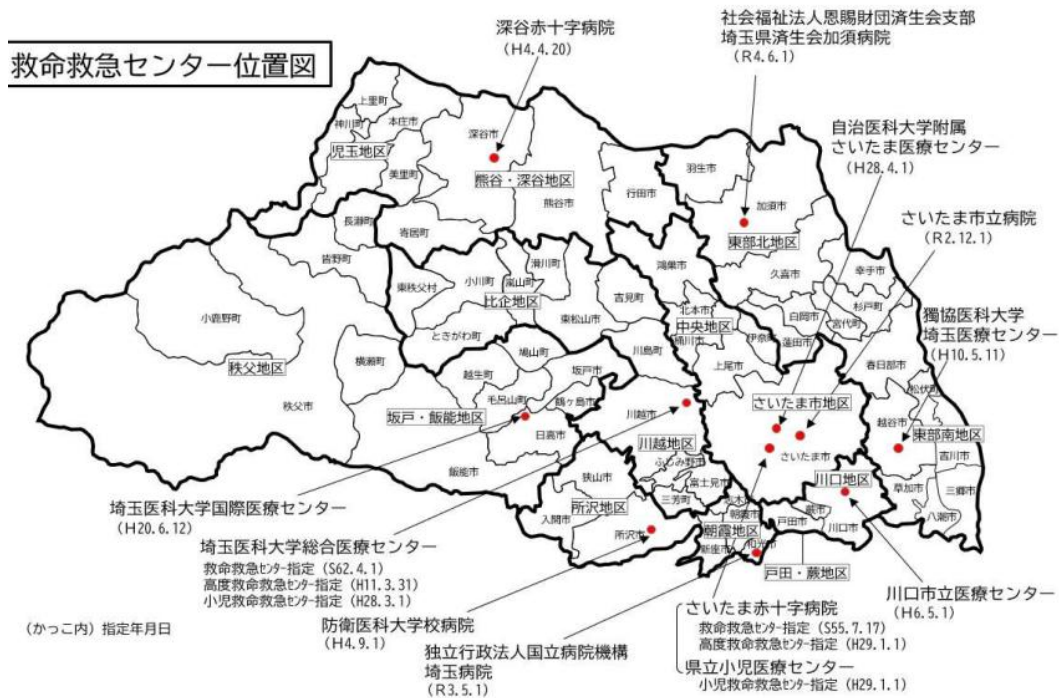 救命救急センター位置図
深谷赤十字病院
(H4.4.20)
社会福祉法人恩賜財団済生会支部
埼玉県済生会加須病院
(R4.6.1)
自治医科大学附属
さいたま医療センター
(H28.4.1)
さいたま市立病院
(R2.12.1)
獨協医科大学
埼玉医療センター
(H10.5.11)
上里町
神川町
本庄市
児玉地区
美里町
深谷市
熊谷・深谷地区
熊谷市
行田市
羽生市
加須市
東部北地区
長瀞町
寄居町
皆野町
小鹿野町
秩父地区
秩父市
横瀬町
東秩父村
小川町
嵐山町
滑川町
比企地区
ときがわ町
東松山市
吉見町
鳩山町
川島町
鴻巣市
北本市
中央地区
桶川市
伊奈町
上尾市
久喜市
幸手市
白岡市
杉戸町
宮代町
蓮田市
春日部市
松伏町
越谷市
東部南地区
吉川市
草加市
三郷市
八潮市
越生町
坂戸市
毛呂山町
鶴ヶ島市
坂戸・飯能地区
日高市
飯能市
川越市
川越地区
ふじみ野市
富士見市
三芳町
狭山市
所沢地区
入間市
所沢市
さいたま市地区
さいたま市
川口地区
志木市
朝霞市
朝霞地区
新座市
和光市
戸田市
蕨市
川口市
戸田・蕨地区
埼玉医科大学国際医療センター
(H20.6.12)
埼玉医科大学総合医療センター
救命救急センター指定 (S62.4.1)
高度救命救急センター指定 (H11.3.31)
小児救命救急センター指定 (H28.3.1)
防衛医科大学校病院
(H4.9.1)
独立行政法人国立病院機構
埼玉病院
(R3.5.1)
さいたま赤十字病院
救命救急センター指定 (S55.7.17)
高度救命救急センター指定 (H29.1.1)
県立小児医療センター
小児救命救急センター指定 (H29.1.1)
川口市立医療センター
(H6.5.1)
(かっこ内) 指定年月日